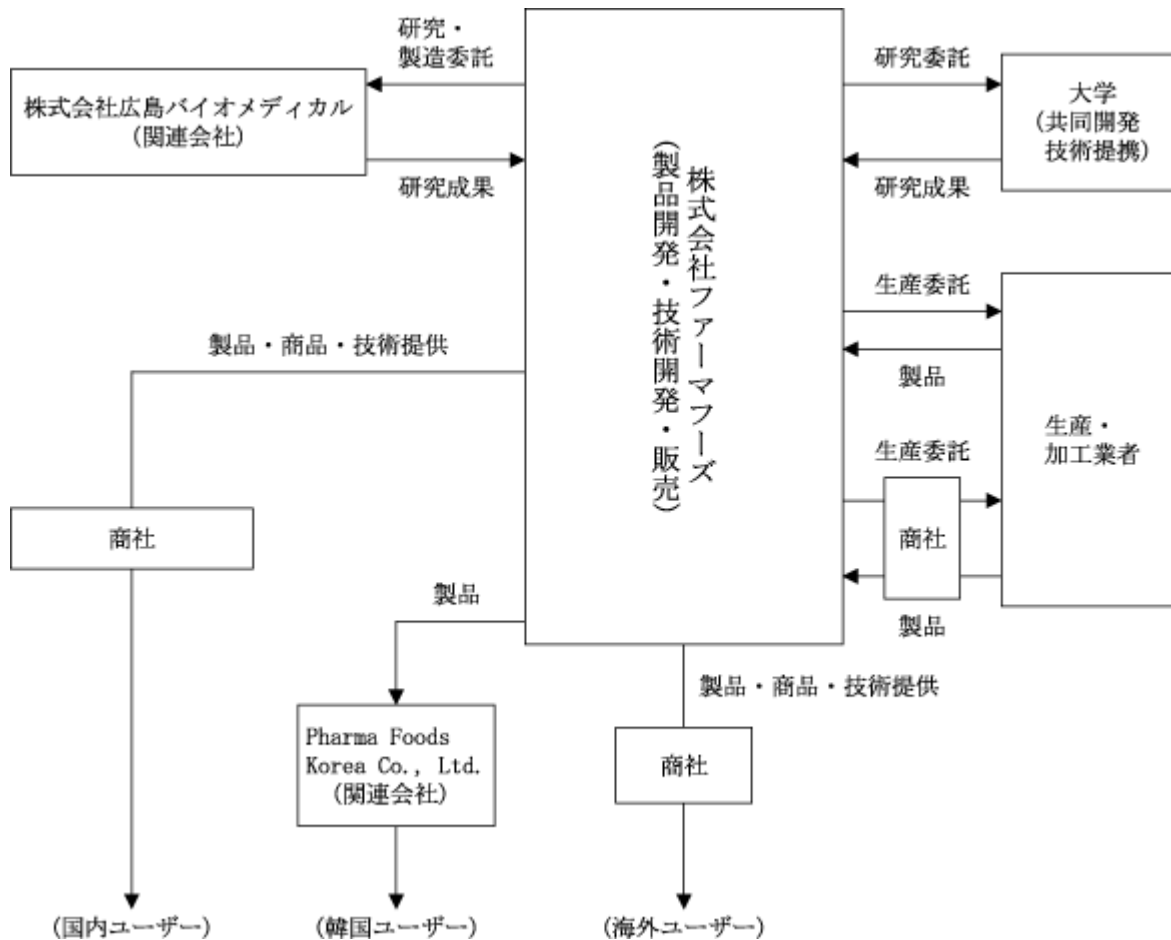 研究・
製造委託
株式会社広島バイオメディカル
(関連会社)
研究成果
株式会社ファーマフーズ
(製品開発・技術開発・販売)
研究委託
大学
(共同開発
技術提携)
研究成果
生産委託
製品
生産・
加工業者
生産委託
商社
製品
製品・商品・技術提供
商社
製品
Pharma Foods
Korea Co., Ltd.
(関連会社)
製品・商品・技術提供
商社
(国内ユーザー)
(韓国ユーザー)
(海外ユーザー)